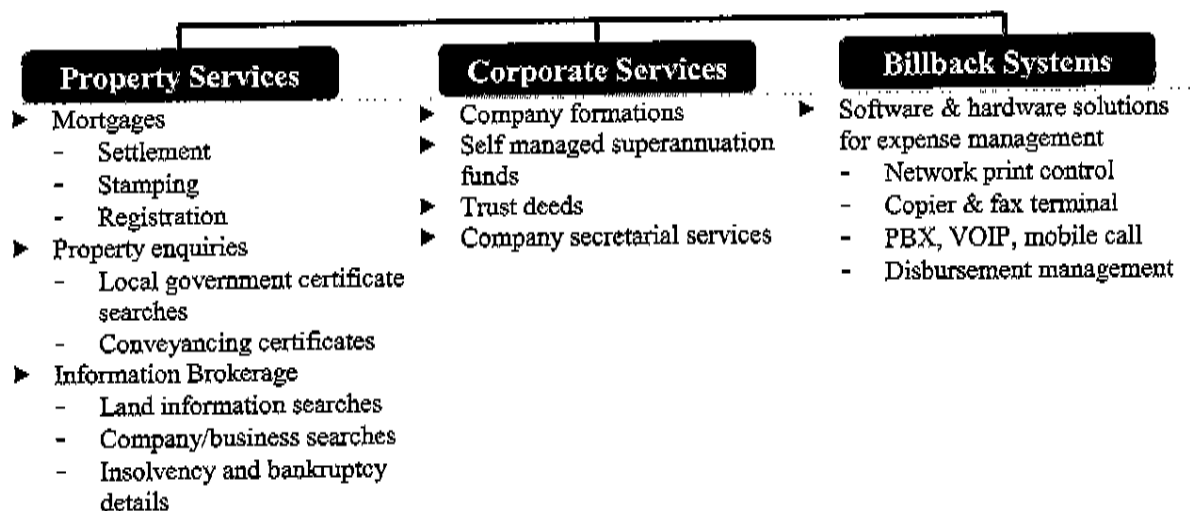 Property Services
► Mortgages
- Settlement
- Stamping
- Registration
► Property enquiries
- Local government certificate
searches
- Conveyancing certificates
► Information Brokerage
- Land information searches
- Company/business searches
- Insolvency and bankruptcy
details
Corporate Services
► Company formations
► Self managed superannuation
funds
► Trust deeds
► Company secretarial services
Billback Systems
► Software & hardware solutions
for expense management
- Network print control
- Copier & fax terminal
- PBX, VOIP, mobile call
- Disbursement management